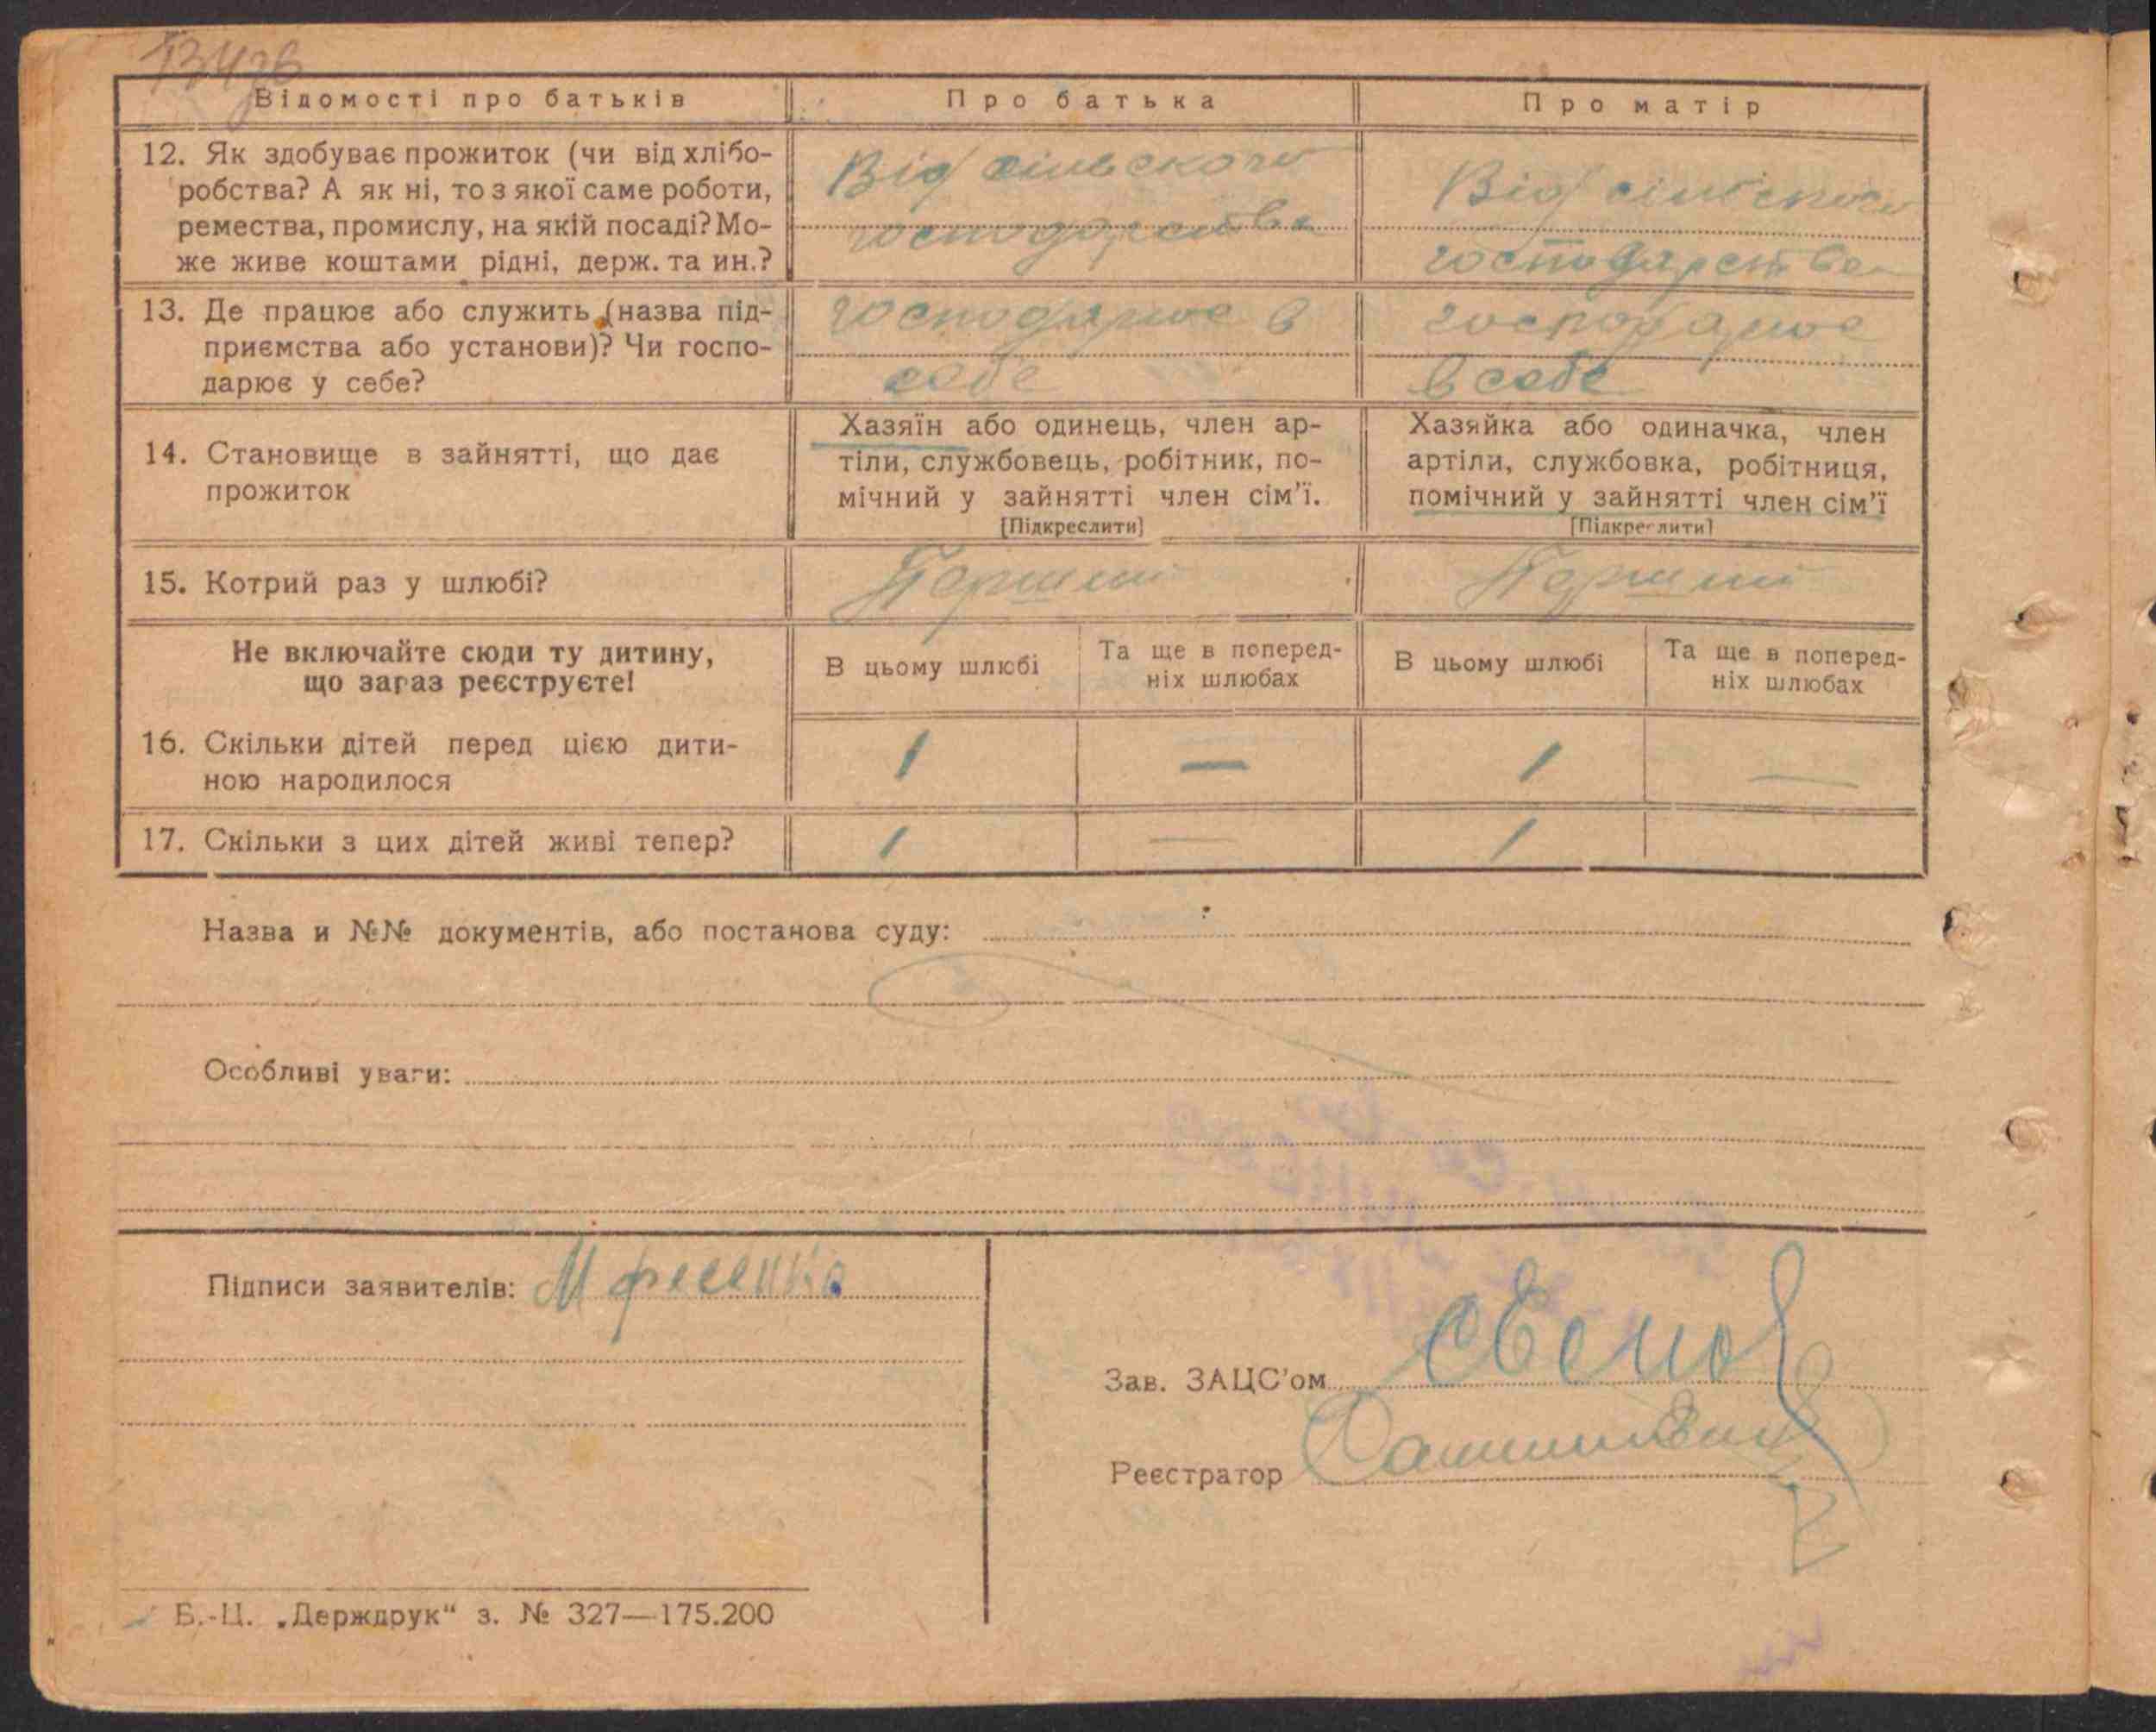 Відомості про батьків
Про батька
Про матір
12. Як здобуває прожиток (чи від хлібо-
робства? А як ні, то з якої саме роботи,
ремества, промислу, на якій посаді? Мо-
же живе коштами рідні, держ. та ин.?
Від сільского
господарства
Від сільского
господарства
13. Де працює або служить (назва під-
приємства або установи)? Чи госпо-
дарює у себе?
господарює в
себе
господарює
в себе
14. Становище в зайнятті, що дає
прожиток
Хазяїн або одинець, член ар-
тіли, службовець, робітник, по-
мічний у зайнятті член сім'ї.
[Підкреслити]
Хазяйка або одиначка, член
артіли, службовка, робітниця,
помічний у зайнятті член сім'ї
[Підкреслити]
15. Котрий раз у шлюбі?
Перший
Перший
Не включайте сюди ту дитину,
що зараз реєструєте!
В цьому шлюбі
Та ще в поперед-
ніх шлюбах
В цьому шлюбі
Та ще в поперед-
ніх шлюбах
16. Скільки дітей перед цією дити-
ною народилося
1
—
1
—
17. Скільки з цих дітей живі тепер?
1
—
1
Назва и №№ документів, або постанова суду:
Особливі уваги:
Підписи заявителів: М фесенко
Зав. ЗАЦС'ом
Реєстратор
Б.-Ц. „Держдрук" з. № 327—175.200